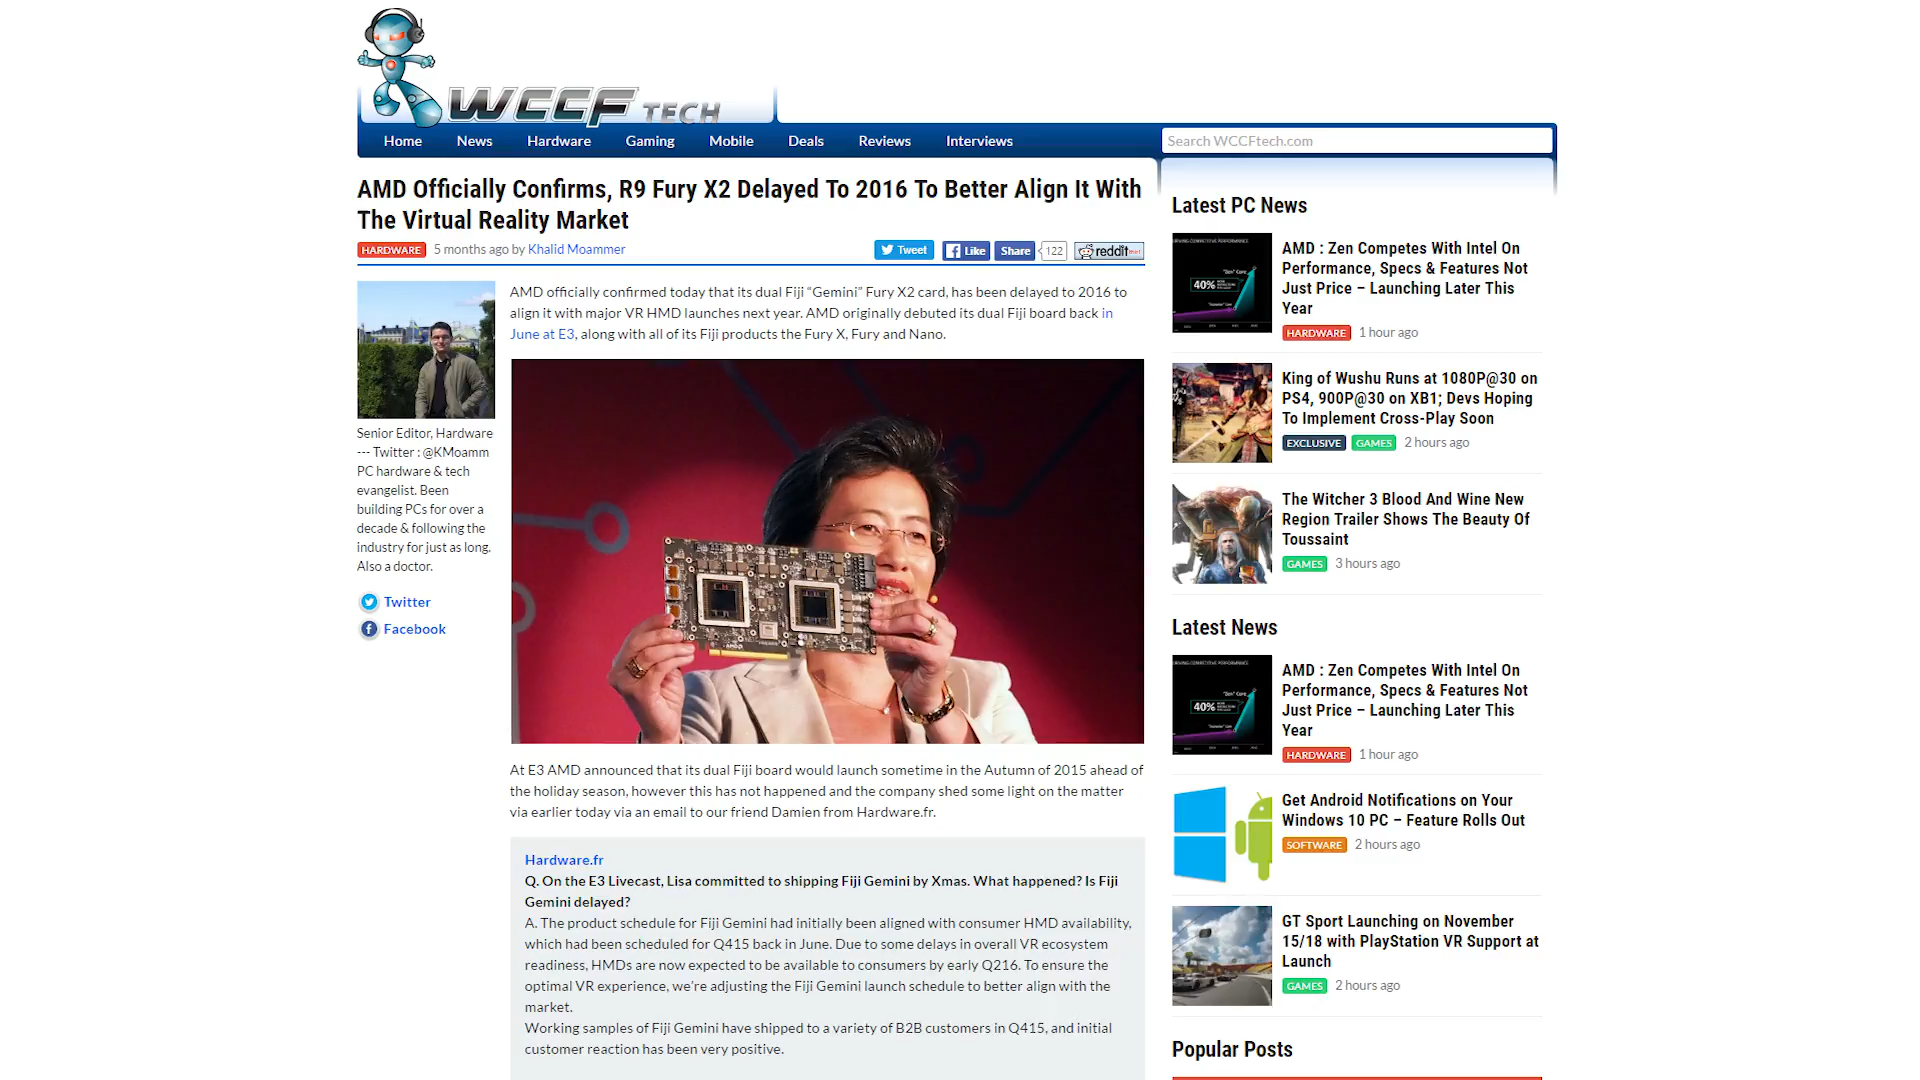 WCCF TECH
Home News Hardware Gaming Mobile Deals Reviews Interviews
Search WCCFtech.com
AMD Officially Confirms, R9 Fury X2 Delayed To 2016 To Better Align It With
The Virtual Reality Market
HARDWARE 5 months ago by Khalid Moammer
Tweet Like Share 122 reddit
Senior Editor, Hardware
--- Twitter : @KMoamm
PC hardware & tech
evangelist. Been
building PCs for over a
decade & following the
industry for just as long.
Also a doctor.
Twitter
Facebook
AMD officially confirmed today that its dual Fiji “Gemini” Fury X2 card, has been delayed to 2016 to
align it with major VR HMD launches next year. AMD originally debuted its dual Fiji board back in
June at E3, along with all of its Fiji products the Fury X, Fury and Nano.
At E3 AMD announced that its dual Fiji board would launch sometime in the Autumn of 2015 ahead of
the holiday season, however this has not happened and the company shed some light on the matter
via earlier today via an email to our friend Damien from Hardware.fr.
Hardware.fr
Q. On the E3 Livecast, Lisa committed to shipping Fiji Gemini by Xmas. What happened? Is Fiji
Gemini delayed?
A. The product schedule for Fiji Gemini had initially been aligned with consumer HMD availability,
which had been scheduled for Q415 back in June. Due to some delays in overall VR ecosystem
readiness, HMDs are now expected to be available to consumers by early Q216. To ensure the
optimal VR experience, we’re adjusting the Fiji Gemini launch schedule to better align with the
market.
Working samples of Fiji Gemini have shipped to a variety of B2B customers in Q415, and initial
customer reaction has been very positive.
Latest PC News
"Zen" Core
40%
AMD : Zen Competes With Intel On
Performance, Specs & Features Not
Just Price – Launching Later This
Year
HARDWARE 1 hour ago
King of Wushu Runs at 1080P@30 on
PS4, 900P@30 on XB1; Devs Hoping
To Implement Cross-Play Soon
EXCLUSIVE GAMES 2 hours ago
The Witcher 3 Blood And Wine New
Region Trailer Shows The Beauty Of
Toussaint
GAMES 3 hours ago
Latest News
"Zen" Core
40%
AMD : Zen Competes With Intel On
Performance, Specs & Features Not
Just Price – Launching Later This
Year
HARDWARE 1 hour ago
Get Android Notifications on Your
Windows 10 PC – Feature Rolls Out
SOFTWARE 2 hours ago
GT Sport Launching on November
15/18 with PlayStation VR Support at
Launch
GAMES 2 hours ago
Popular Posts